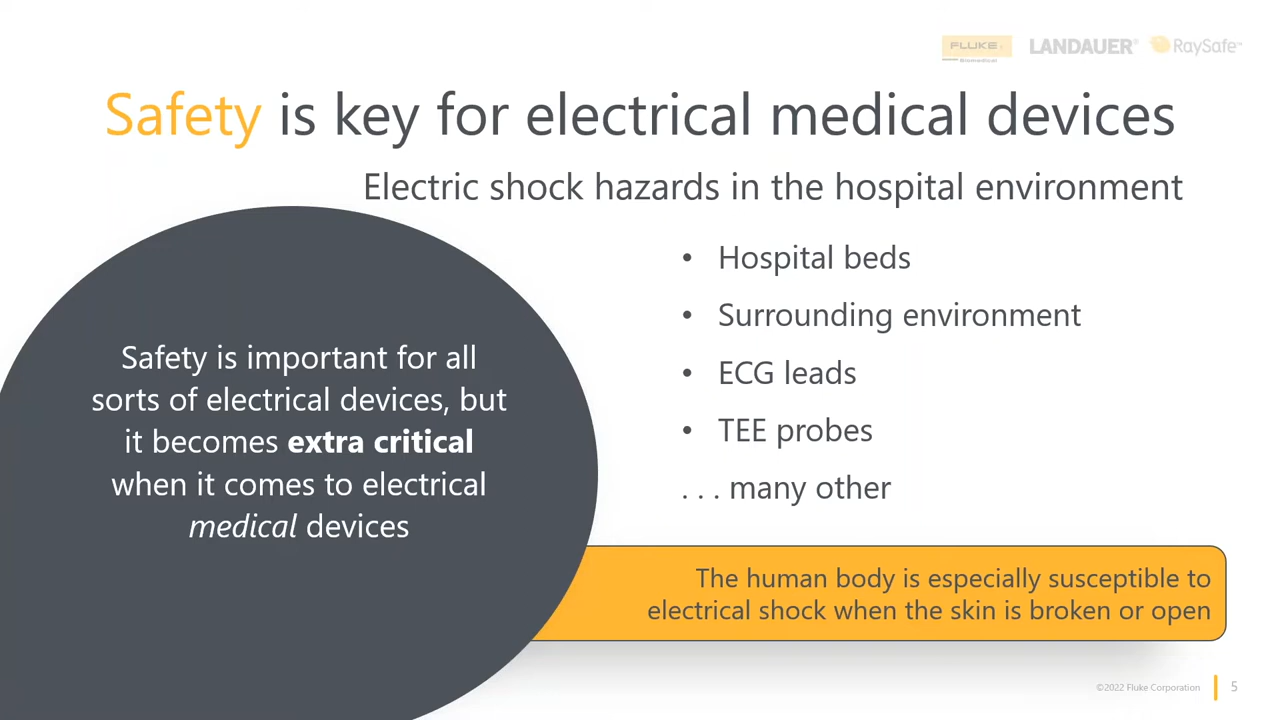 FLUKE
Biomedical
LANDAUER®
RaySafe™
Safety is key for electrical medical devices
Electric shock hazards in the hospital environment
• Hospital beds
• Surrounding environment
• ECG leads
• TEE probes
. . . many other
Safety is important for all
sorts of electrical devices, but
it becomes extra critical
when it comes to electrical
medical devices
The human body is especially susceptible to
electrical shock when the skin is broken or open
©2022 Fluke Corporation
5